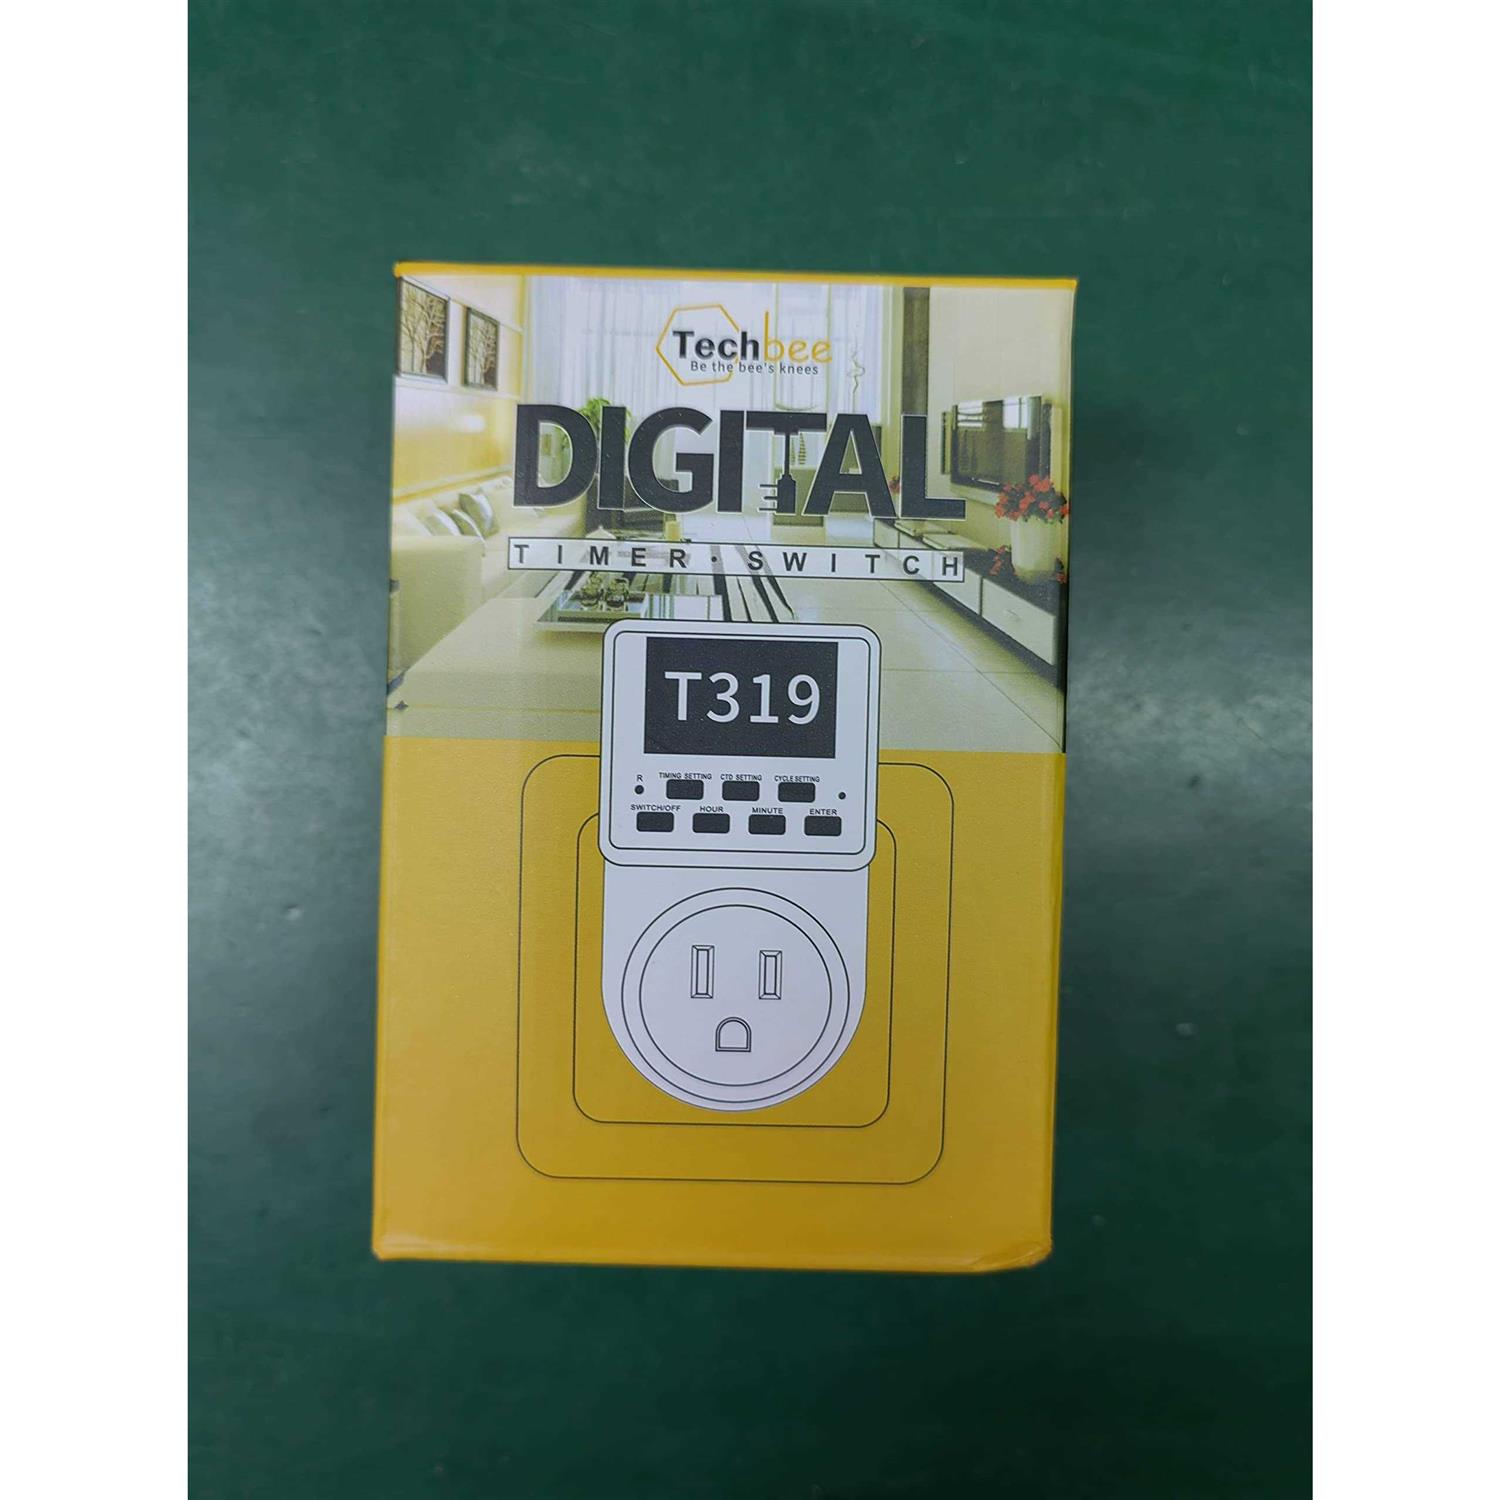 Techbee
Be the bee's knees
DIGITAL
TIMER·SWITCH
T319
R TIMING SETTING CTD SETTING CYCLE SETTING
SWITCH/OFF HOUR MINUTE ENTER